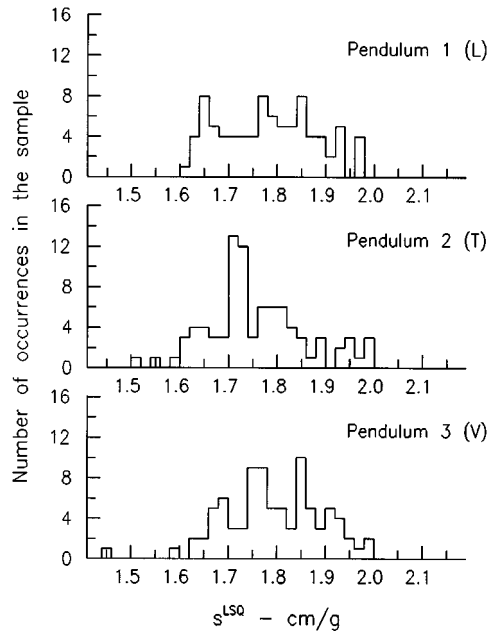 Number of occurrences in the sample
16
12
8
4
0
Pendulum 1 (L)
1.5 1.6 1.7 1.8 1.9 2.0 2.1
16
12
8
4
0
Pendulum 2 (T)
1.5 1.6 1.7 1.8 1.9 2.0 2.1
16
12
8
4
0
Pendulum 3 (V)
1.5 1.6 1.7 1.8 1.9 2.0 2.1
s^LSQ – cm/g